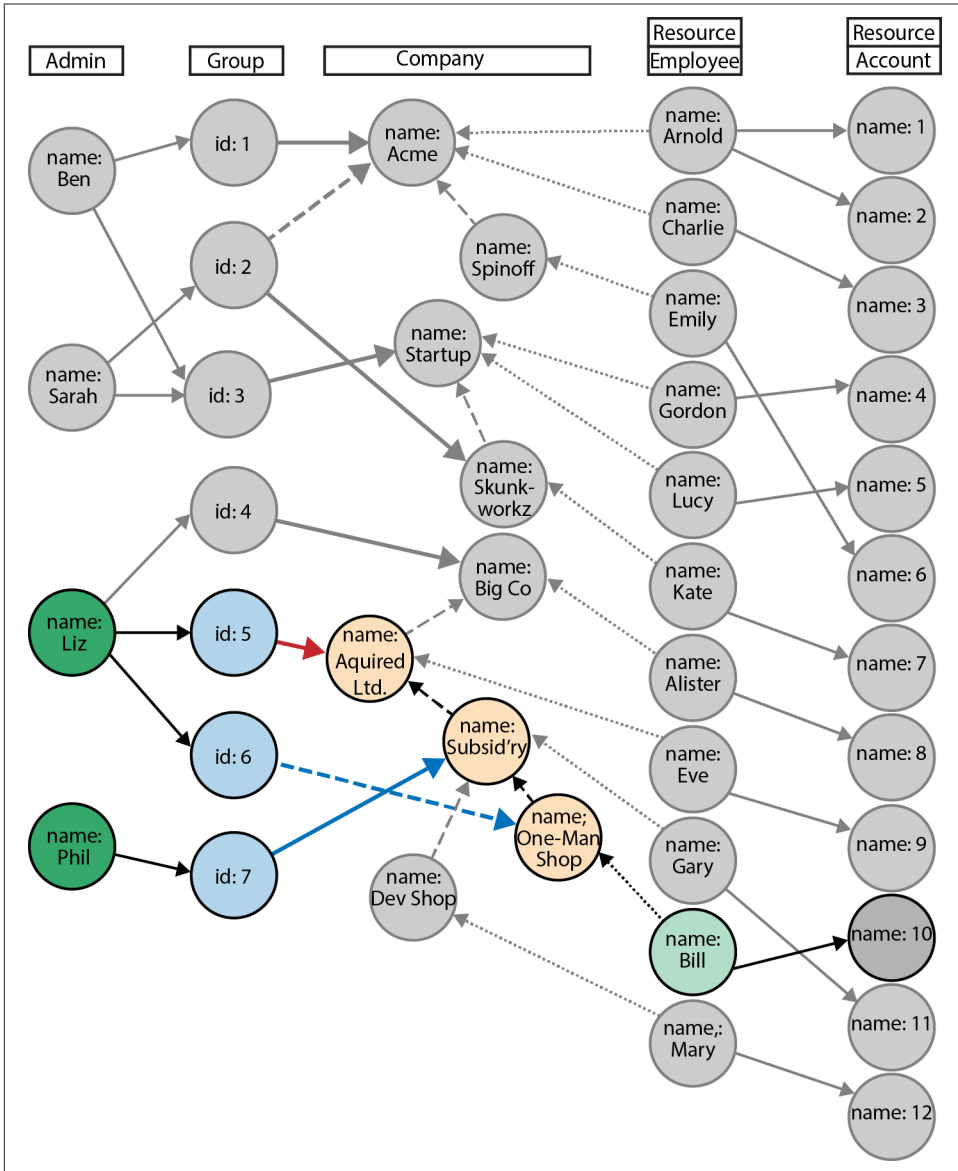 Resource
Resource
Admin
Group
Company
Employee
Account
name:
Ben
name:
Sarah
name:
Liz
name:
Phil
id: 1
id: 2
id: 3
id: 4
id: 5
id: 6
id: 7
name:
Acme
name:
Spinoff
name:
Startup
name:
Skunk-
workz
name:
Big Co
name:
Aquired
Ltd.
name:
Subsid'ry
name;
One-Man
Shop
name:
Dev Shop
name:
Arnold
name:
Charlie
name:
Emily
name:
Gordon
name:
Lucy
name:
Kate
name:
Alister
name:
Eve
name:
Gary
name:
Bill
name,:
Mary
name: 1
name: 2
name: 3
name: 4
name: 5
name: 6
name: 7
name: 8
name: 9
name: 10
name: 11
name: 12